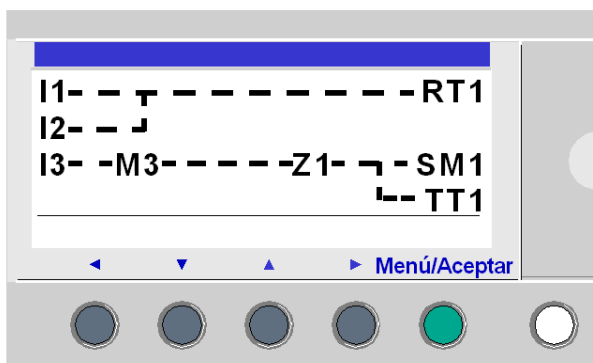 I1- RT1
I2-
I3- -M3- -Z1- - SM1
TT1
Menú/Aceptar